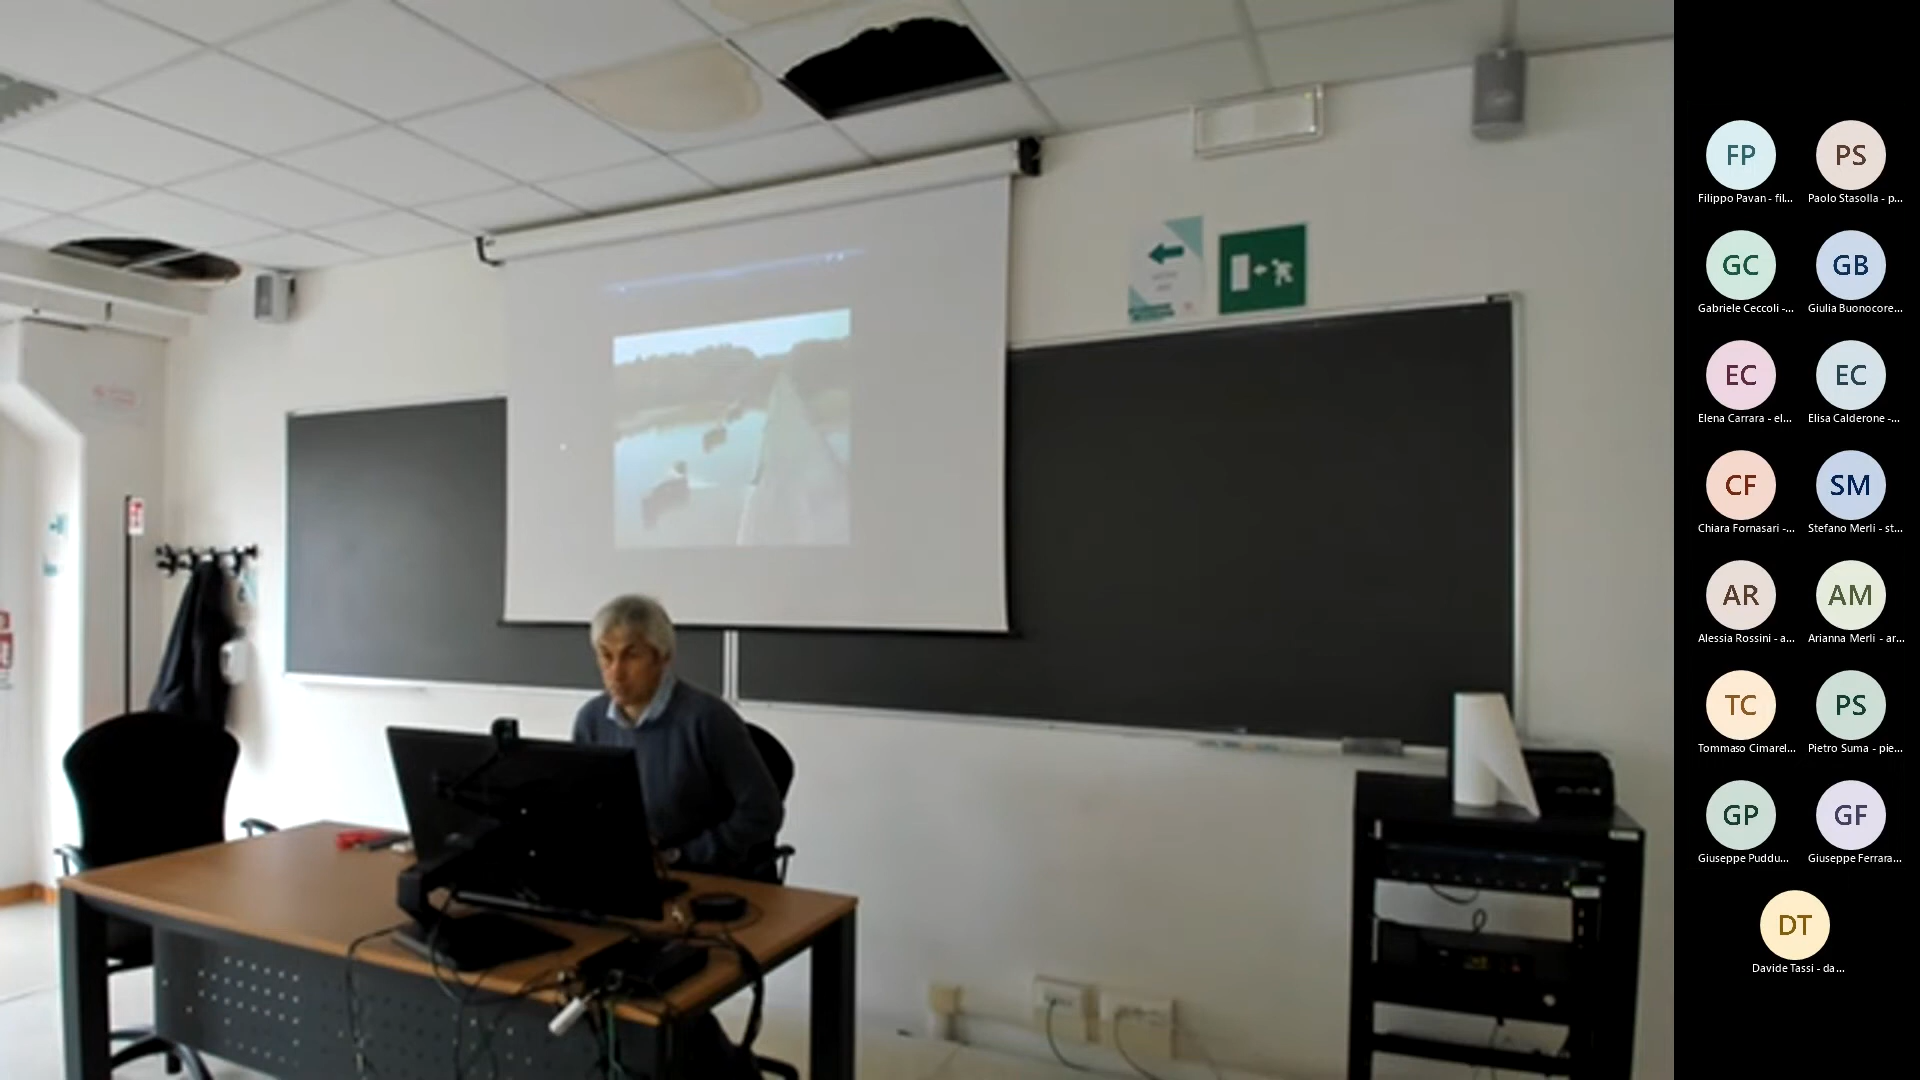 FP
PS
Filippo Pavan - fil...
Paolo Stasolla - p...
GC
GB
Gabriele Ceccoli -...
Giulia Buonocore...
EC
EC
Elena Carrara - el...
Elisa Calderone -...
CF
SM
Chiara Fornasari -...
Stefano Merli - st...
AR
AM
Alessia Rossini - a...
Arianna Merli - ar...
TC
PS
Tommaso Cimarel...
Pietro Suma - pie...
GP
GF
Giuseppe Puddu...
Giuseppe Ferrara...
DT
Davide Tassi - da...